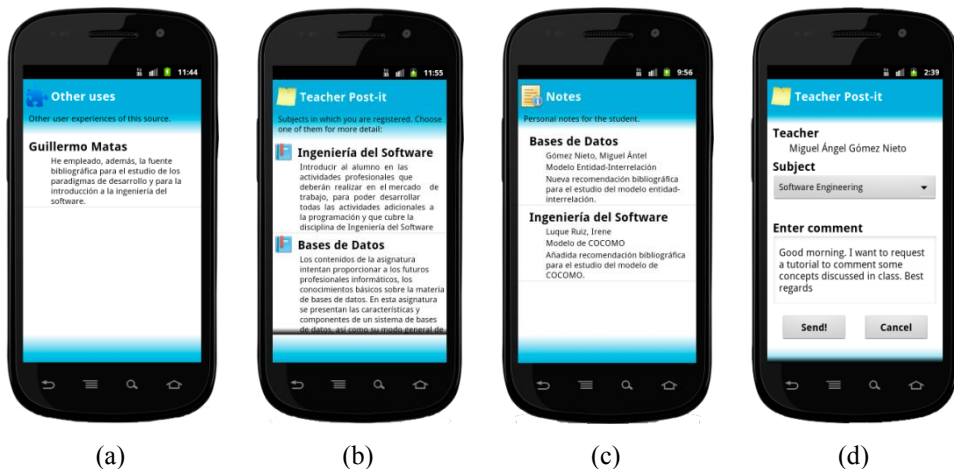 11:44
Other uses
Other user experiences of this source.
Guillermo Matas
He empleado, además, la fuente
bibliográfica para el estudio de los
paradigmas de desarrollo y para la
introducción a la ingeniería del
software.
(a)
11:55
Teacher Post-it
Subjects in which you are registered. Choose
one of them for more detail:
Ingeniería del Software
Introducir al alumno en las
actividades profesionales que
deberán realizar en el mercado de
trabajo, para poder desarrollar
todas las actividades adicionales a
la programación y que cubre la
disciplina de Ingeniería del Software
Bases de Datos
Los contenidos de la asignatura
intentan proporcionar a los futuros
profesionales informáticos, los
conocimientos básicos sobre la materia
de bases de datos. En esta asignatura
se presentan las características y
componentes de un sistema de bases
de datos, así como su modo general de
(b)
9:56
Notes
Personal notes for the student.
Bases de Datos
Gómez Nieto, Miguel Ántel
Modelo Entidad-Interrelación
Nueva recomendación bibliográfica
para el estudio del modelo entidad-
interrelación.
Ingeniería del Software
Luque Ruiz, Irene
Modelo de COCOMO
Añadida recomendación bibliográfica
para el estudio del modelo de
COCOMO.
(c)
2:39
Teacher Post-it
Teacher
Miguel Ángel Gómez Nieto
Subject
Software Engineering
Enter comment
Good morning. I want to request
a tutorial to comment some
concepts discussed in class. Best
regards
Send! Cancel
(d)